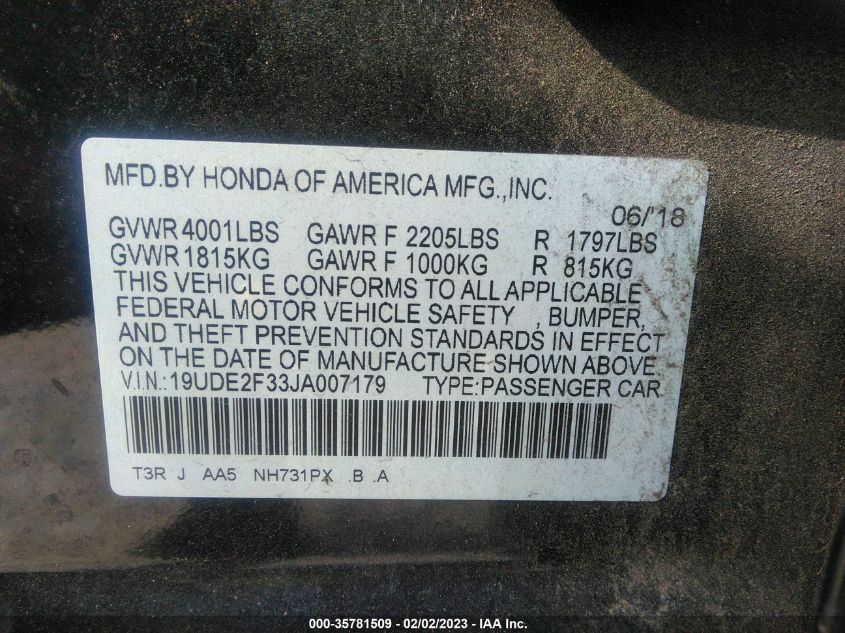 MFD.BY HONDA OF AMERICA MFG.,INC.
06/'18
GVWR 4001LBS GAWR F 2205LBS R 1797LBS
GVWR 1815KG GAWR F 1000KG R 815KG
THIS VEHICLE CONFORMS TO ALL APPLICABLE
FEDERAL MOTOR VEHICLE SAFETY , BUMPER,
AND THEFT PREVENTION STANDARDS IN EFFECT
ON THE DATE OF MANUFACTURE SHOWN ABOVE.
V.I.N.:19UDE2F33JA007179 TYPE:PASSENGER CAR
T3R J AA5 NH731PX .B .A
000-35781509 - 02/02/2023 - IAA Inc.